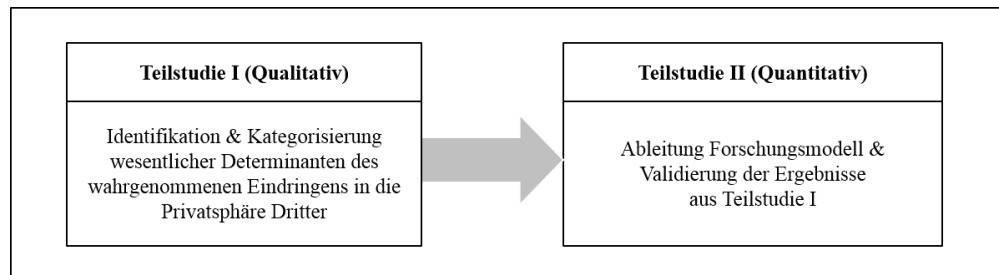 Teilstudie I (Qualitativ)
Identifikation & Kategorisierung
wesentlicher Determinanten des
wahrgenommenen Eindringens in die
Privatsphäre Dritter
Teilstudie II (Quantitativ)
Ableitung Forschungsmodell &
Validierung der Ergebnisse
aus Teilstudie I